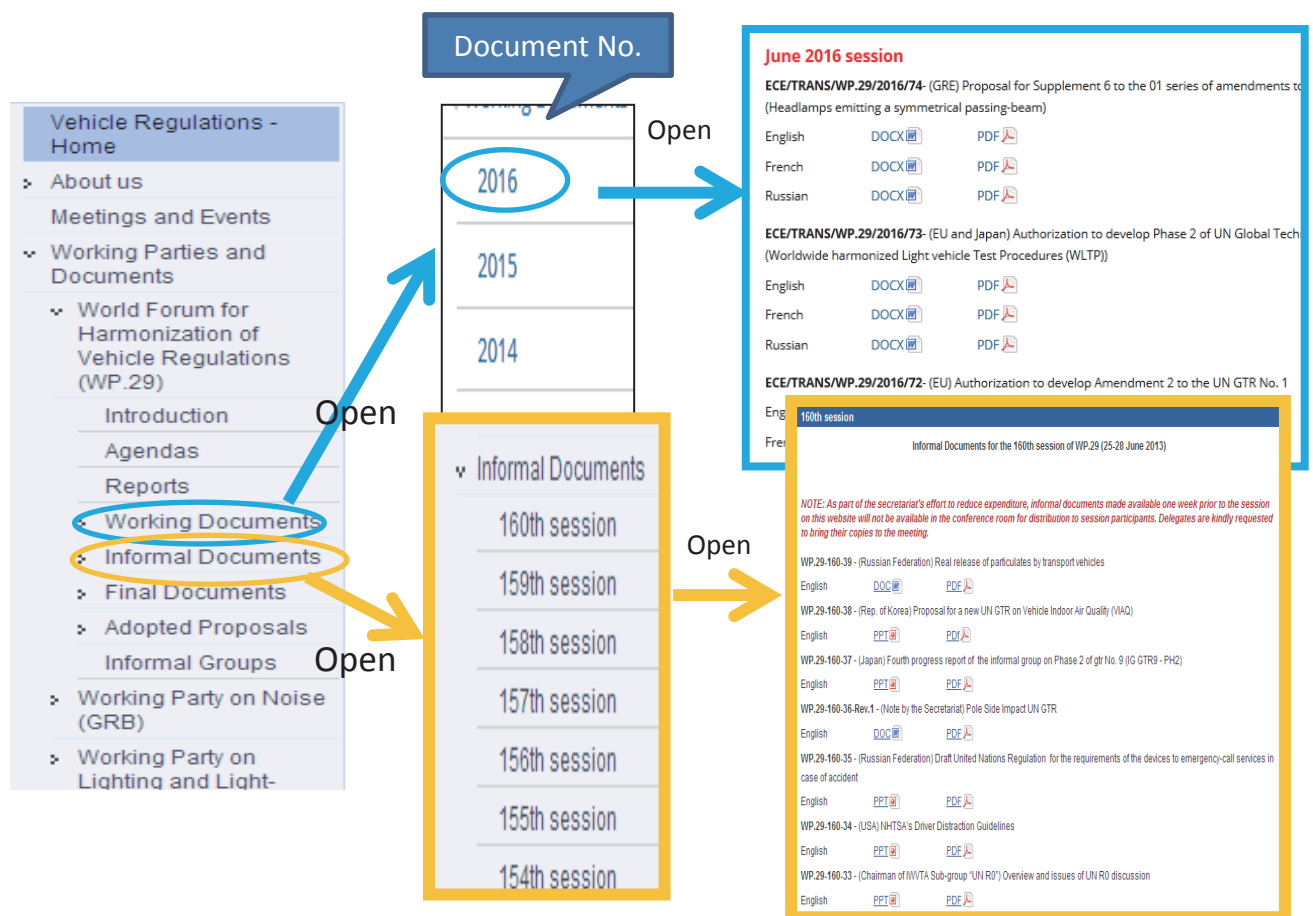 Document No.
Vehicle Regulations -
Home
About us
Meetings and Events
Working Parties and
Documents
World Forum for
Harmonization of
Vehicle Regulations
(WP.29)
Introduction
Agendas
Reports
Working Documents
Informal Documents
Final Documents
Adopted Proposals
Informal Groups
Working Party on Noise
(GRB)
Working Party on
Lighting and Light-
Open
Open
2016
2015
2014
Open
Informal Documents
160th session
159th session
158th session
157th session
156th session
155th session
154th session
Open
June 2016 session
ECE/TRANS/WP.29/2016/74- (GRE) Proposal for Supplement 6 to the 01 series of amendments to
(Headlamps emitting a symmetrical passing-beam)
English DOCX PDF
French DOCX PDF
Russian DOCX PDF
ECE/TRANS/WP.29/2016/73- (EU and Japan) Authorization to develop Phase 2 of UN Global Tech
(Worldwide harmonized Light vehicle Test Procedures (WLTP))
English DOCX PDF
French DOCX PDF
Russian DOCX PDF
ECE/TRANS/WP.29/2016/72- (EU) Authorization to develop Amendment 2 to the UN GTR No. 1
Eng
Fre
160th session
Informal Documents for the 160th session of WP.29 (25-28 June 2013)
NOTE: As part of the secretariat's effort to reduce expenditure, informal documents made available one week prior to the session
on this website will not be available in the conference room for distribution to session participants. Delegates are kindly requested
to bring their copies to the meeting.
WP.29-160-39 - (Russian Federation) Real release of particulates by transport vehicles
English DOC PDF
WP.29-160-38 - (Rep. of Korea) Proposal for a new UN GTR on Vehicle Indoor Air Quality (VIAQ)
English PPT PDf
WP.29-160-37 - (Japan) Fourth progress report of the informal group on Phase 2 of gtr No. 9 (IG GTR9 - PH2)
English PPT PDF
WP.29-160-36-Rev.1 - (Note by the Secretariat) Pole Side Impact UN GTR
English DOC PDF
WP.29-160-35 - (Russian Federation) Draft United Nations Regulation for the requirements of the devices to emergency-call services in
case of accident
English PPT PDF
WP.29-160-34 - (USA) NHTSA's Driver Distraction Guidelines
English PPT PDF
WP.29-160-33 - (Chairman of IWVTA Sub-group "UN R0") Overview and issues of UN R0 discussion
English PPT PDF